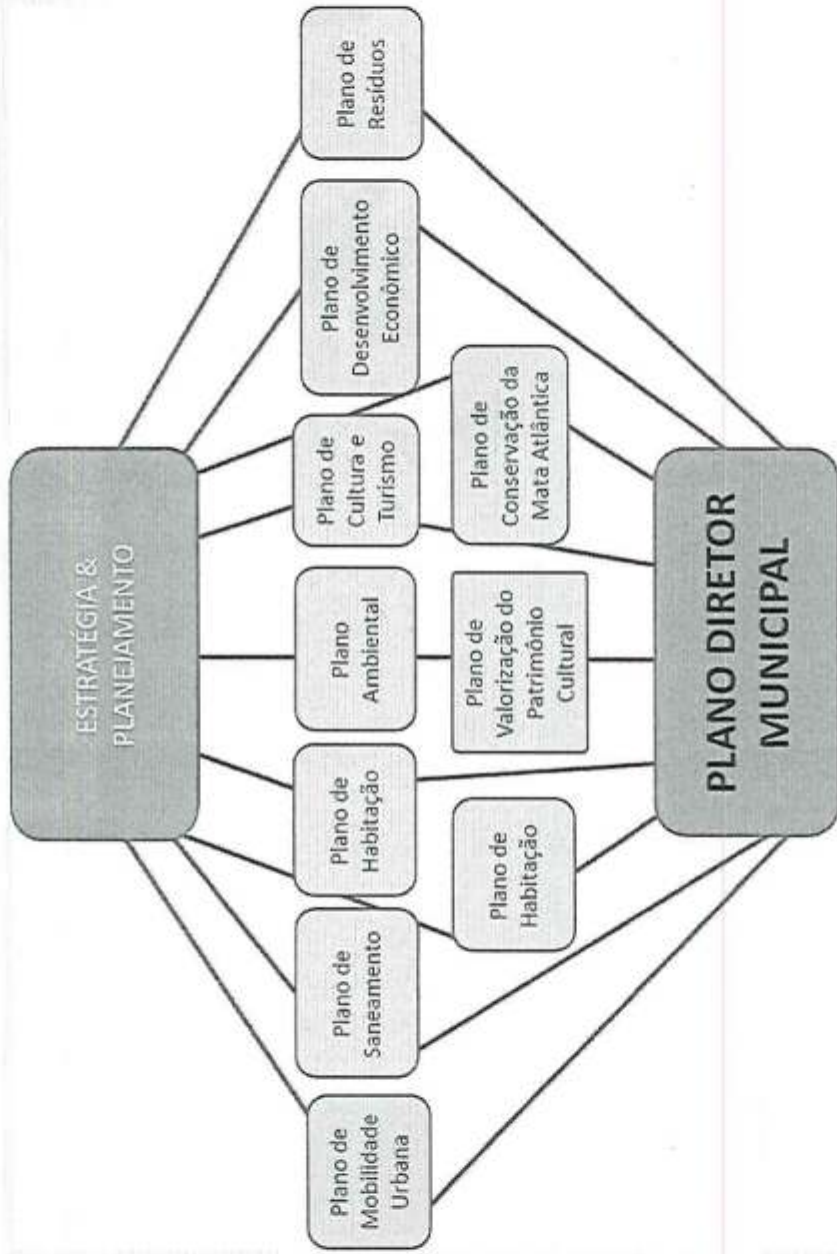 ESTRATÉGIA &
PLANEJAMENTO
Plano de
Mobilidade
Urbana
Plano de
Saneamento
Plano de
Habitação
Plano
Ambiental
Plano de
Cultura e
Turismo
Plano de
Desenvolvimento
Econômico
Plano de
Resíduos
Plano de
Habitação
Plano de
Valorização do
Patrimônio
Cultural
Plano de
Conservação da
Mata Atlântica
PLANO DIRETOR
MUNICIPAL